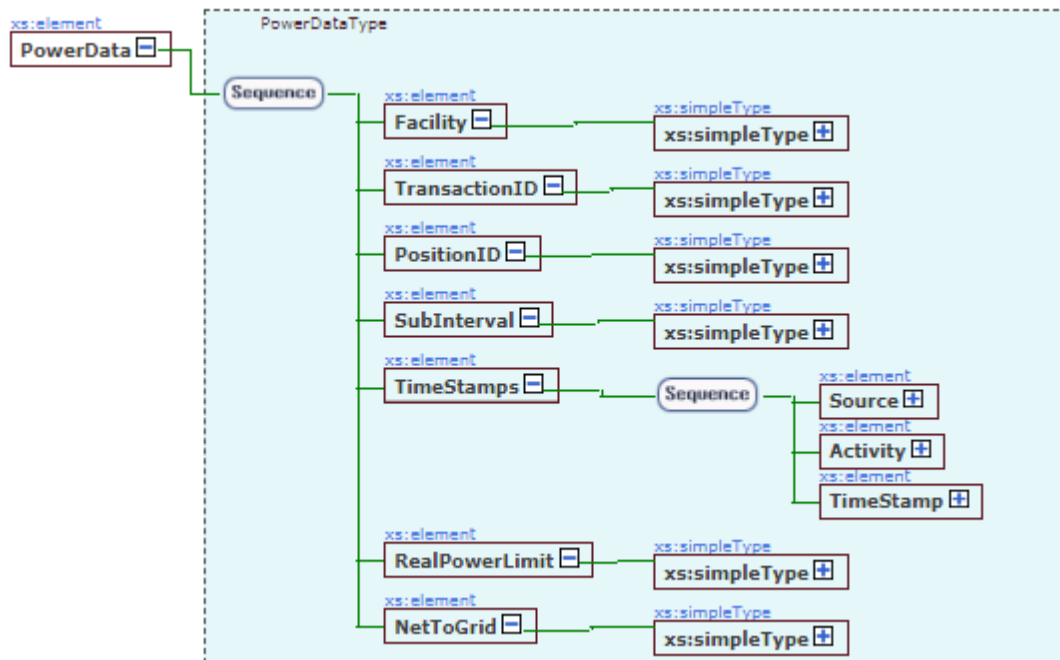 xs:element
PowerData
PowerDataType
Sequence
xs:element
Facility
xs:simpleType
xs:simpleType
xs:element
TransactionID
xs:simpleType
xs:simpleType
xs:element
PositionID
xs:simpleType
xs:simpleType
xs:element
SubInterval
xs:simpleType
xs:simpleType
xs:element
TimeStamps
Sequence
xs:element
Source
xs:element
Activity
xs:element
TimeStamp
xs:element
RealPowerLimit
xs:simpleType
xs:simpleType
xs:element
NetToGrid
xs:simpleType
xs:simpleType